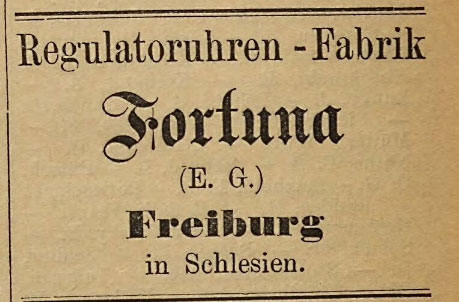 Regulatoruhren - Fabrik
Fortuna
(E. G.)
Freiburg
in Schlesien.